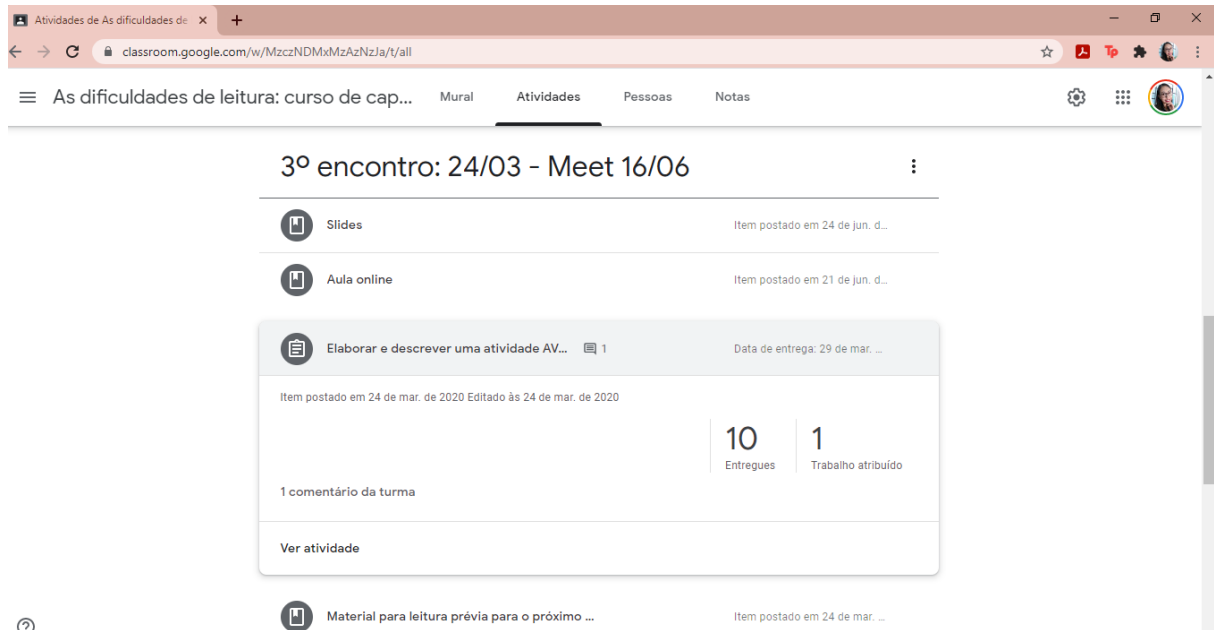 Atividades de As dificuldades de
classroom.google.com/w/MzczNDMxMzAzNzJa/t/all
Tp
As dificuldades de leitura: curso de cap... Mural Atividades Pessoas Notas
3º encontro: 24/03 - Meet 16/06
Slides Item postado em 24 de jun. d...
Aula online Item postado em 21 de jun. d...
Elaborar e descrever uma atividade AV... 1 Data de entrega: 29 de mar. ...
Item postado em 24 de mar. de 2020 Editado às 24 de mar. de 2020
10 1
Entregues Trabalho atribuído
1 comentário da turma
Ver atividade
Material para leitura prévia para o próximo ... Item postado em 24 de mar. ...